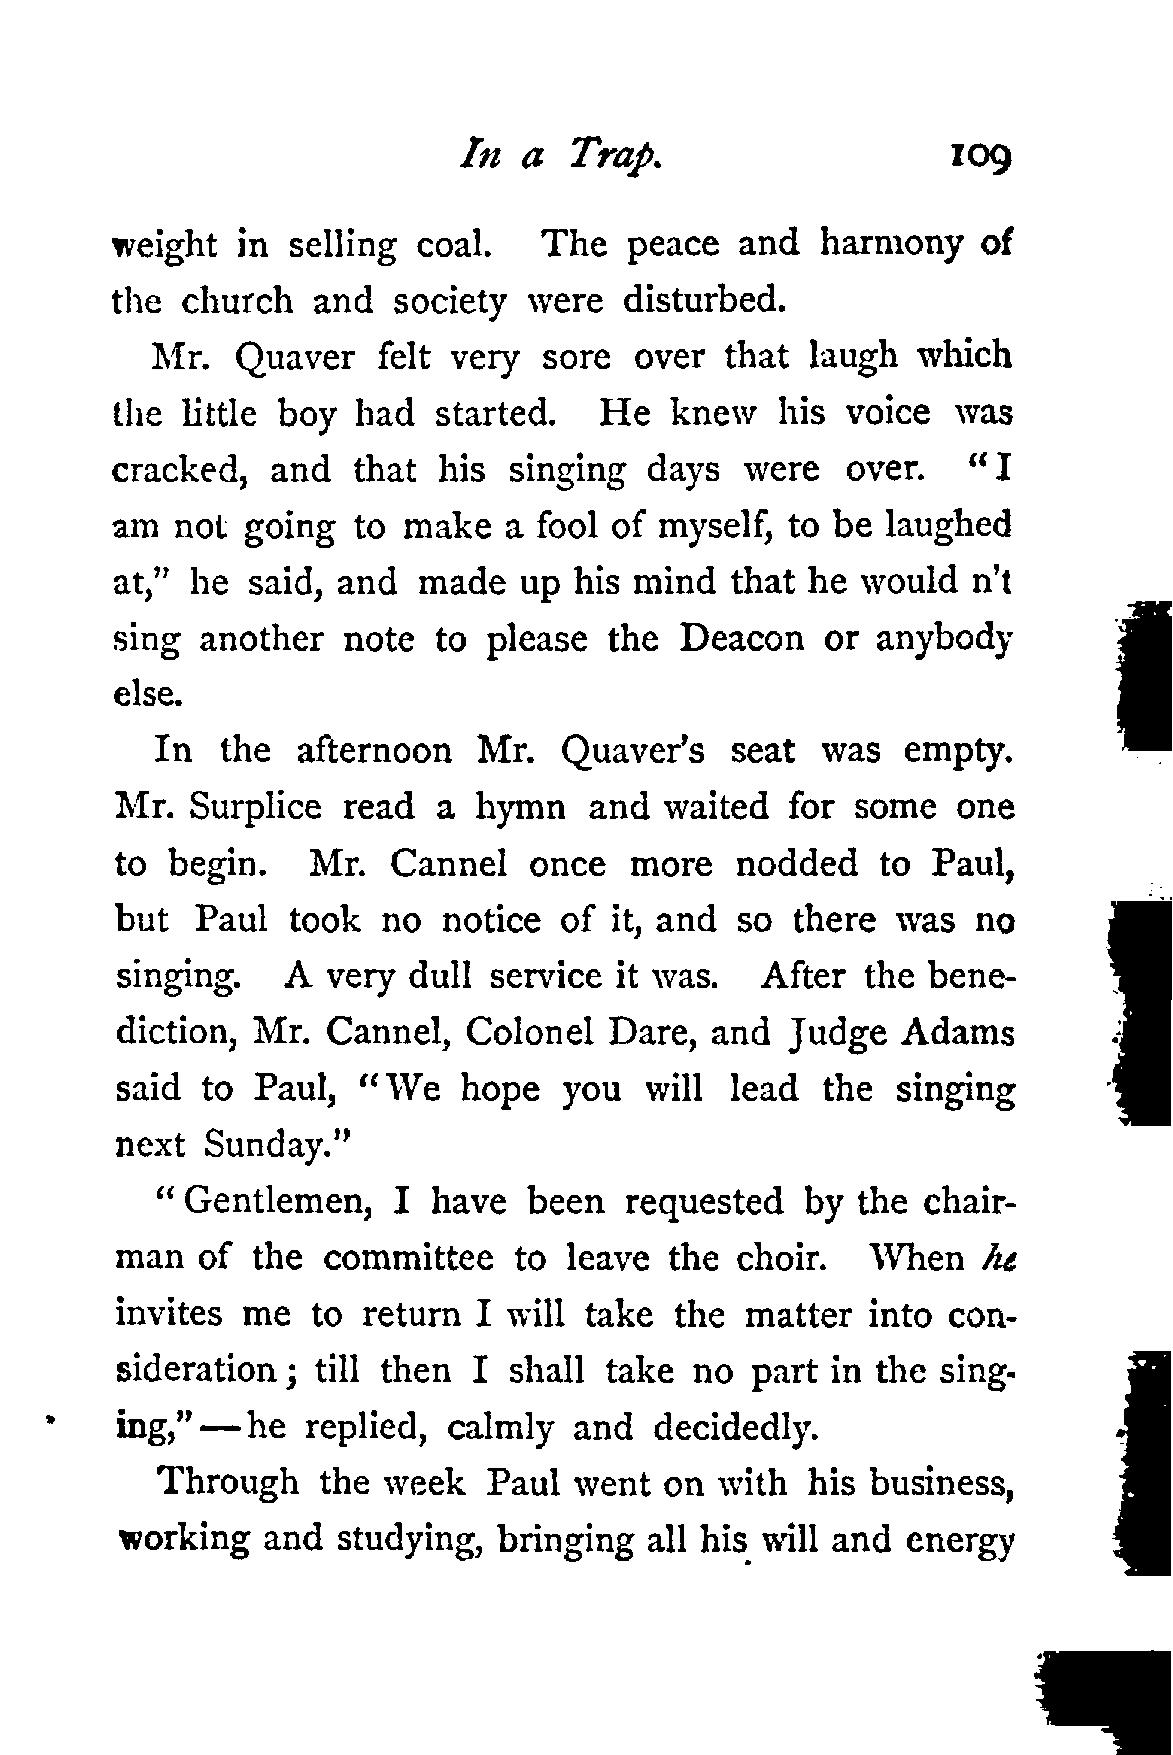 In a Trap. 109
weight in selling coal. The peace and harmony of
the church and society were disturbed.
Mr. Quaver felt very sore over that laugh which
the little boy had started. He knew his voice was
cracked, and that his singing days were over. "I
am not going to make a fool of myself, to be laughed
at," he said, and made up his mind that he would n't
sing another note to please the Deacon or anybody
else.
In the afternoon Mr. Quaver's seat was empty.
Mr. Surplice read a hymn and waited for some one
to begin. Mr. Cannel once more nodded to Paul,
but Paul took no notice of it, and so there was no
singing. A very dull service it was. After the bene-
diction, Mr. Cannel, Colonel Dare, and Judge Adams
said to Paul, "We hope you will lead the singing
next Sunday."
"Gentlemen, I have been requested by the chair-
man of the committee to leave the choir. When he
invites me to return I will take the matter into con-
sideration; till then I shall take no part in the sing-
ing,"—he replied, calmly and decidedly.
Through the week Paul went on with his business,
working and studying, bringing all his will and energy